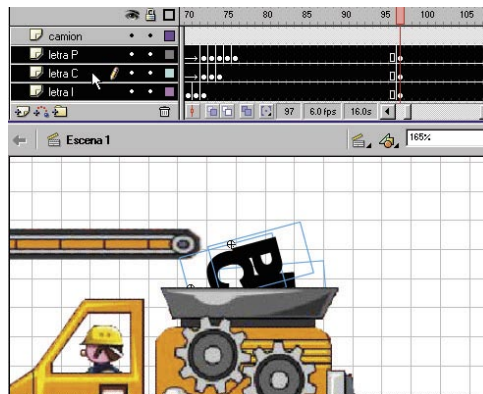 70 75 80 85 90 95 100 105
camion
letra P
letra C
letra I
97 6.0 fps 16.0s
Escena 1
165%
PC